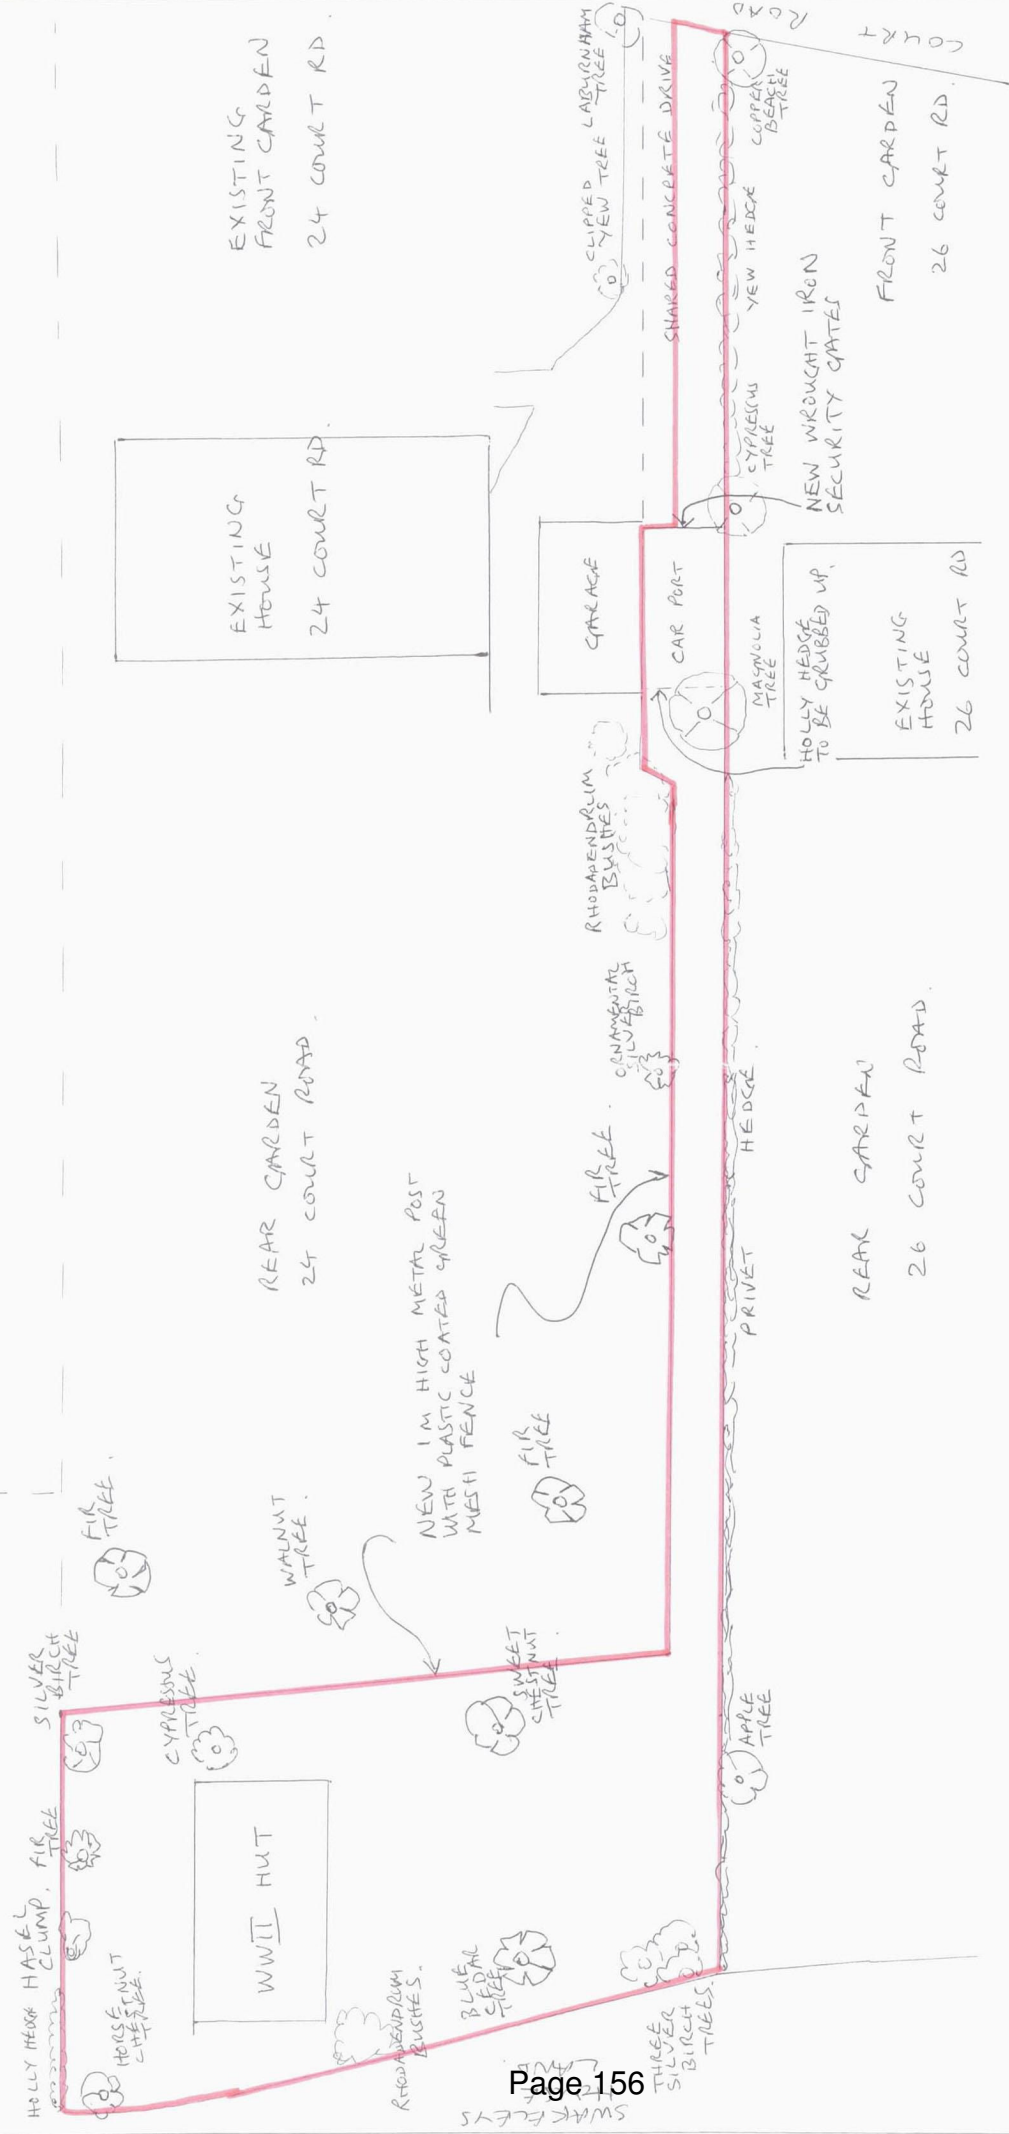 EXISTING
FRONT GARDEN
24 COURT RD
CLIPPED
YEW TREE
LABURNHAM
TREE
SHARED CONCRETE DRIVE
COPPER
BEACH
TREE
ROAD
COURT
FRONT GARDEN
26 COURT RD.
YEW HEDGE
CYPRESSUS
TREE
NEW WROUGHT IRON
SECURITY GATES
EXISTING
HOUSE
24 COURT RD.
GARAGE
CAR PORT
MAGNOLIA
TREE
HOLLY HEDGE
TO BE GRUBBED UP.
EXISTING
HOUSE
26 COURT RD
RHODADENDRUM
BUSHES
ORNAMENTAL
SILVER
BIRCH
FIR
TREE.
REAR GARDEN
24 COURT ROAD.
PRIVET HEDGE.
REAR GARDEN
26 COURT ROAD.
NEW 1M HIGH METAL POST
WITH PLASTIC COATED GREEN
MESH FENCE
FIR
TREE
FIR
TREE.
WALNUT
TREE.
SILVER
BIRCH
TREE
CYPRESSUS
TREE.
SWEET
CHESTNUT
TREE.
APPLE
TREE
HOLLY HEDGE
HASEL
CLUMP.
FIR
TREE
HORSE
CHESTNUT
TREE.
WWII HUT
RHODADENDRUM
BUSHES.
BLUE
CEDAR
TREE
THREE
SILVER
BIRCH
TREES.
SWAKELEYS
Page 156